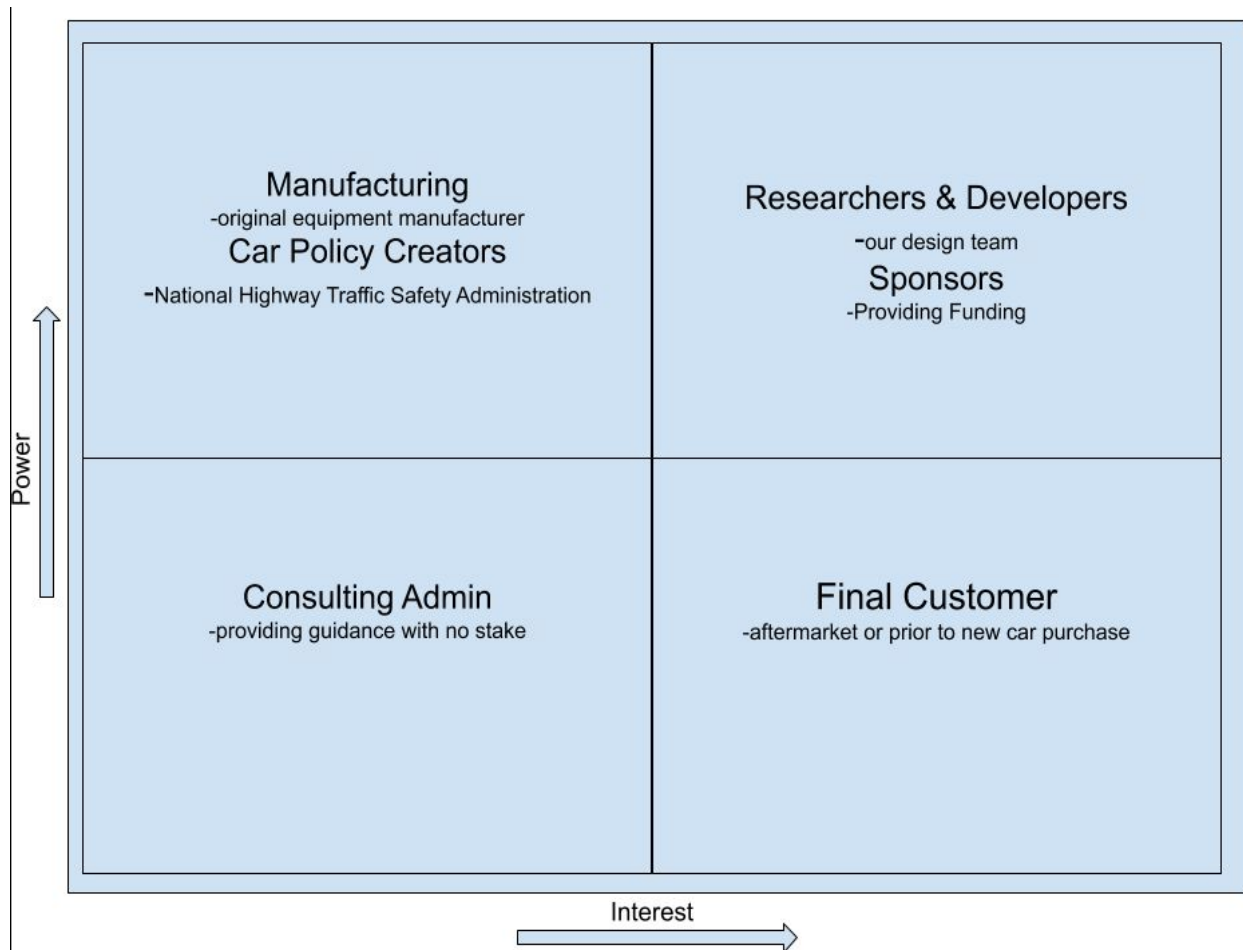 Manufacturing
-original equipment manufacturer
Car Policy Creators
-National Highway Traffic Safety Administration
Researchers & Developers
-our design team
Sponsors
-Providing Funding
Power
Consulting Admin
-providing guidance with no stake
Final Customer
-aftermarket or prior to new car purchase
Interest